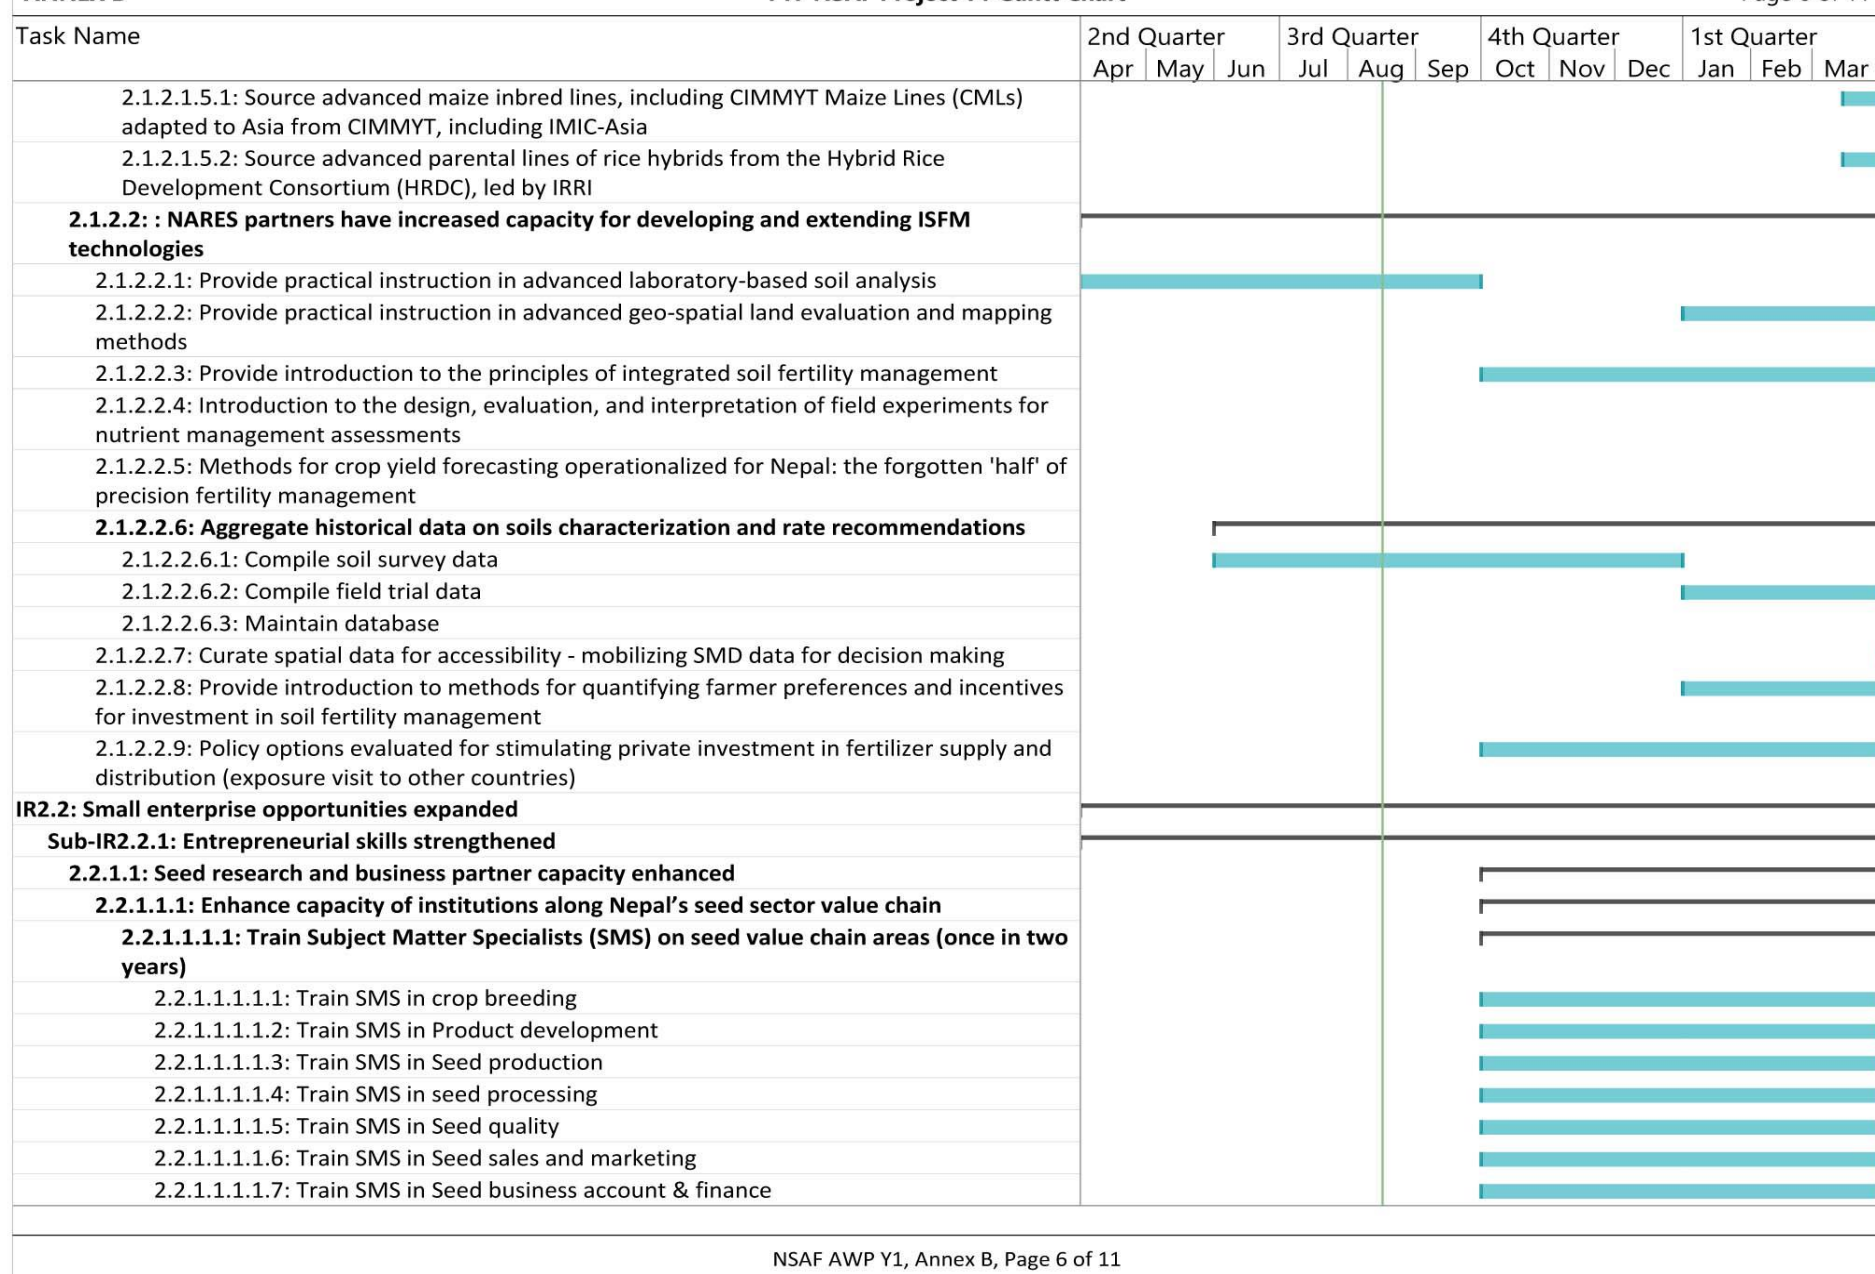 Task Name
2nd Quarter 3rd Quarter 4th Quarter 1st Quarter
Apr May Jun Jul Aug Sep Oct Nov Dec Jan Feb Mar
2.1.2.1.5.1: Source advanced maize inbred lines, including CIMMYT Maize Lines (CMLs)
adapted to Asia from CIMMYT, including IMIC-Asia
2.1.2.1.5.2: Source advanced parental lines of rice hybrids from the Hybrid Rice
Development Consortium (HRDC), led by IRRI
2.1.2.2: : NARES partners have increased capacity for developing and extending ISFM
technologies
2.1.2.2.1: Provide practical instruction in advanced laboratory-based soil analysis
2.1.2.2.2: Provide practical instruction in advanced geo-spatial land evaluation and mapping
methods
2.1.2.2.3: Provide introduction to the principles of integrated soil fertility management
2.1.2.2.4: Introduction to the design, evaluation, and interpretation of field experiments for
nutrient management assessments
2.1.2.2.5: Methods for crop yield forecasting operationalized for Nepal: the forgotten 'half' of
precision fertility management
2.1.2.2.6: Aggregate historical data on soils characterization and rate recommendations
2.1.2.2.6.1: Compile soil survey data
2.1.2.2.6.2: Compile field trial data
2.1.2.2.6.3: Maintain database
2.1.2.2.7: Curate spatial data for accessibility - mobilizing SMD data for decision making
2.1.2.2.8: Provide introduction to methods for quantifying farmer preferences and incentives
for investment in soil fertility management
2.1.2.2.9: Policy options evaluated for stimulating private investment in fertilizer supply and
distribution (exposure visit to other countries)
IR2.2: Small enterprise opportunities expanded
Sub-IR2.2.1: Entrepreneurial skills strengthened
2.2.1.1: Seed research and business partner capacity enhanced
2.2.1.1.1: Enhance capacity of institutions along Nepal’s seed sector value chain
2.2.1.1.1.1: Train Subject Matter Specialists (SMS) on seed value chain areas (once in two
years)
2.2.1.1.1.1.1: Train SMS in crop breeding
2.2.1.1.1.1.2: Train SMS in Product development
2.2.1.1.1.1.3: Train SMS in Seed production
2.2.1.1.1.1.4: Train SMS in seed processing
2.2.1.1.1.1.5: Train SMS in Seed quality
2.2.1.1.1.1.6: Train SMS in Seed sales and marketing
2.2.1.1.1.1.7: Train SMS in Seed business account & finance
NSAF AWP Y1, Annex B, Page 6 of 11